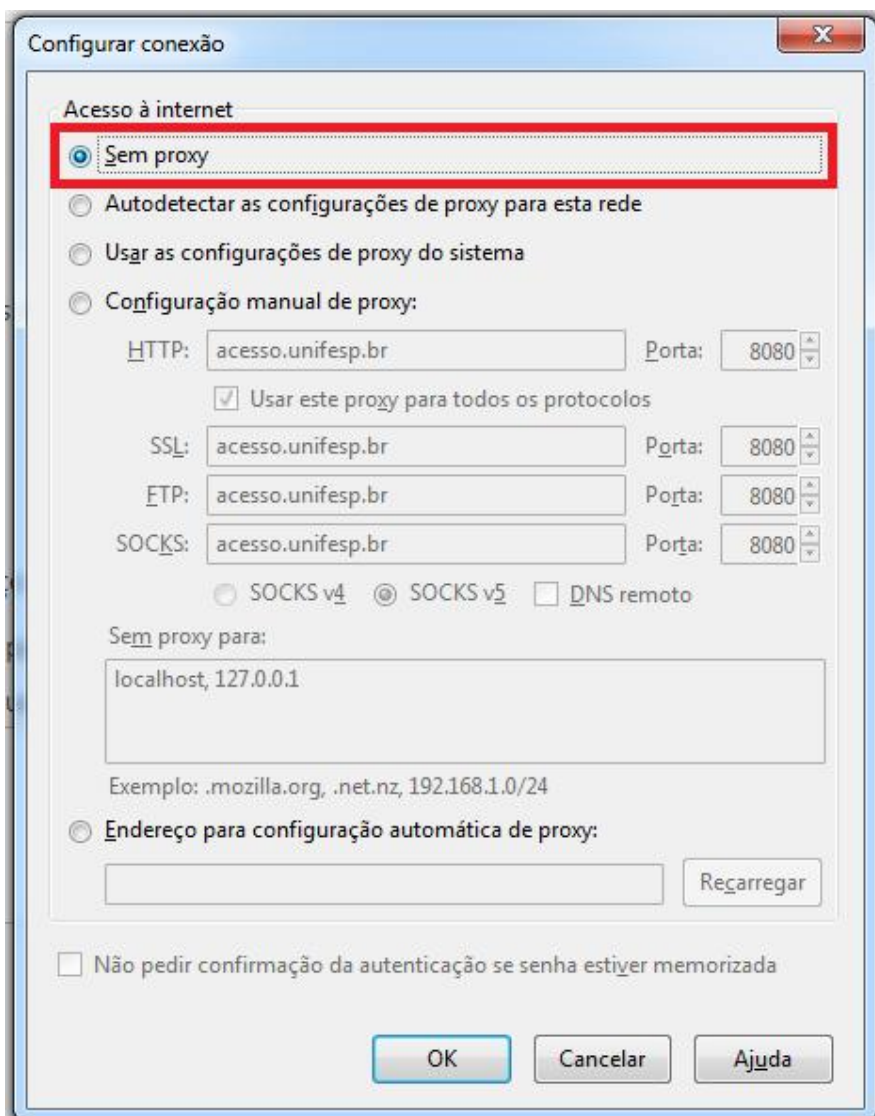 Configurar conexão
Acesso à internet
Sem proxy
Autodetectar as configurações de proxy para esta rede
Usar as configurações de proxy do sistema
Configuração manual de proxy:
HTTP: acesso.unifesp.br Porta: 8080
Usar este proxy para todos os protocolos
SSL: acesso.unifesp.br Porta: 8080
FTP: acesso.unifesp.br Porta: 8080
SOCKS: acesso.unifesp.br Porta: 8080
SOCKS v4 SOCKS v5 DNS remoto
Sem proxy para:
localhost, 127.0.0.1
Exemplo: .mozilla.org, .net.nz, 192.168.1.0/24
Endereço para configuração automática de proxy:
Recarregar
Não pedir confirmação da autenticação se senha estiver memorizada
OK Cancelar Ajuda